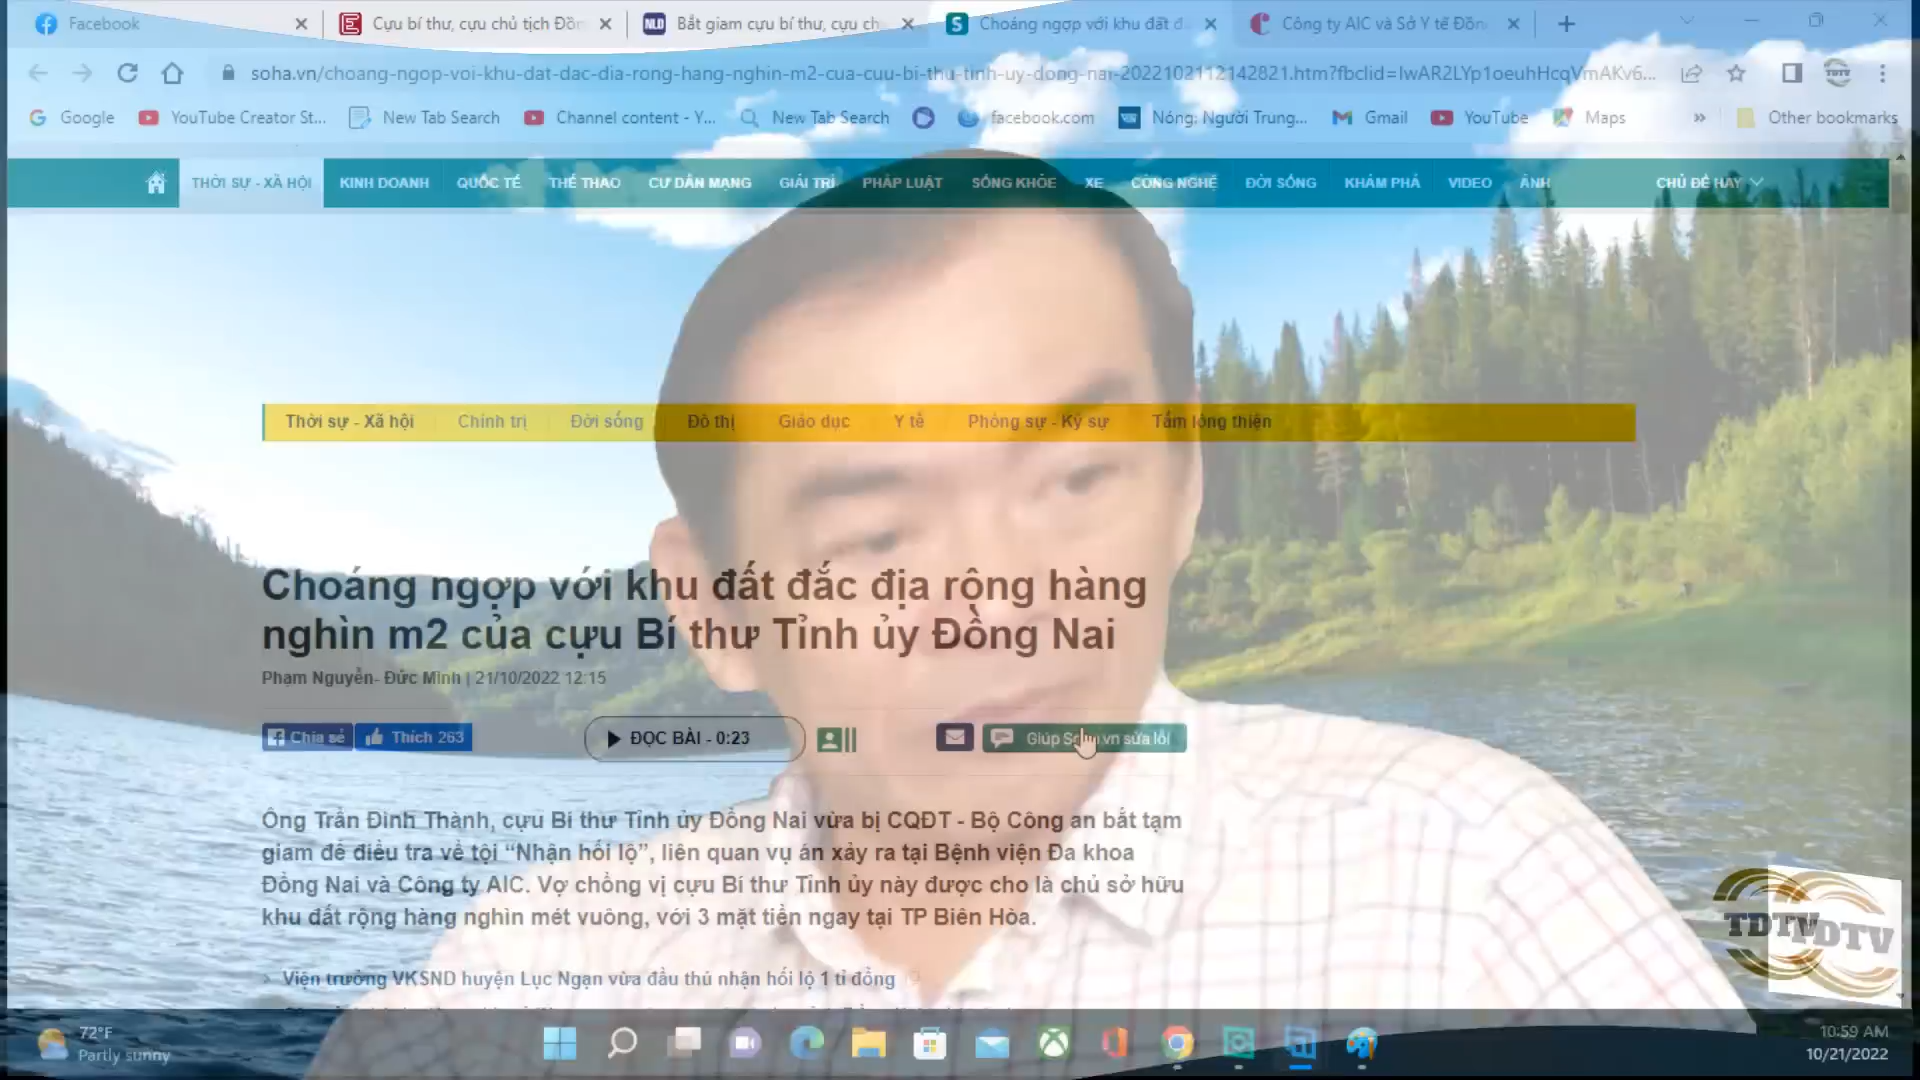 Facebook
Cựu bí thư, cựu chủ tịch Đồn
NLD Bắt giam cựu bí thư, cựu ch
S Choáng ngợp với khu đất đ
Công ty AIC và Sở Y tế Đồn
soha.vn/choang-ngop-voi-khu-dat-dac-dia-rong-hang-nghin-m2-cua-cuu-bi-thu-tinh-uy-dong-nai-20221021121428​21.htm?fbclid=IwAR2LYp1oeuhHcqVmAKv6...
Google YouTube Creator St... New Tab Search Channel content - Y... New Tab Search facebook.com Nóng: Người Trung... Gmail YouTube Maps » Other bookmarks
THỜI SỰ - XÃ HỘI KINH DOANH QUỐC TẾ THỂ THAO CƯ DÂN MẠNG GIẢI TRÍ PHÁP LUẬT SỐNG KHỎE XE CÔNG NGHỆ ĐỜI SỐNG KHÁM PHÁ VIDEO ẢNH CHỦ ĐỀ HAY
Thời sự - Xã hội Chính trị Đời sống Đô thị Giáo dục Y tế Phóng sự - Ký sự Tấm lòng thiện
Choáng ngợp với khu đất đắc địa rộng hàng
nghìn m2 của cựu Bí thư Tỉnh ủy Đồng Nai
Phạm Nguyễn- Đức Minh | 21/10/2022 12:15
Chia sẻ Thích 263 ĐỌC BÀI - 0:23 Giúp Soha.vn sửa lỗi
Ông Trần Đình Thành, cựu Bí thư Tỉnh ủy Đồng Nai vừa bị CQĐT - Bộ Công an bắt tạm
giam để điều tra về tội “Nhận hối lộ”, liên quan vụ án xảy ra tại Bệnh viện Đa khoa
Đồng Nai và Công ty AIC. Vợ chồng vị cựu Bí thư Tỉnh ủy này được cho là chủ sở hữu
khu đất rộng hàng nghìn mét vuông, với 3 mặt tiền ngay tại TP Biên Hòa.
Viện trưởng VKSND huyện Lục Ngạn vừa đầu thú nhận hối lộ 1 tỉ đồng
TDTV
TDTV
72°F
Partly sunny
10:59 AM
10/21/2022